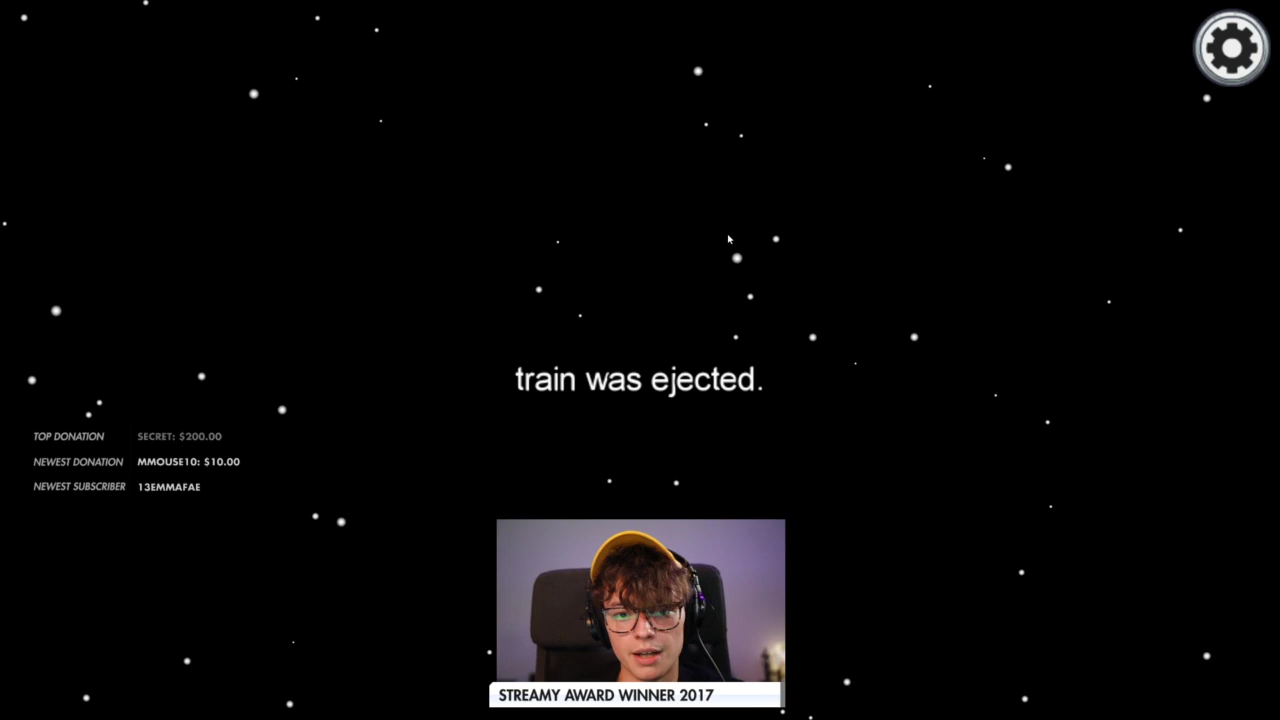 train was ejected.
TOP DONATION SECRET: $200.00
NEWEST DONATION MMOUSE10: $10.00
NEWEST SUBSCRIBER 13EMMAFAE
STREAMY AWARD WINNER 2017